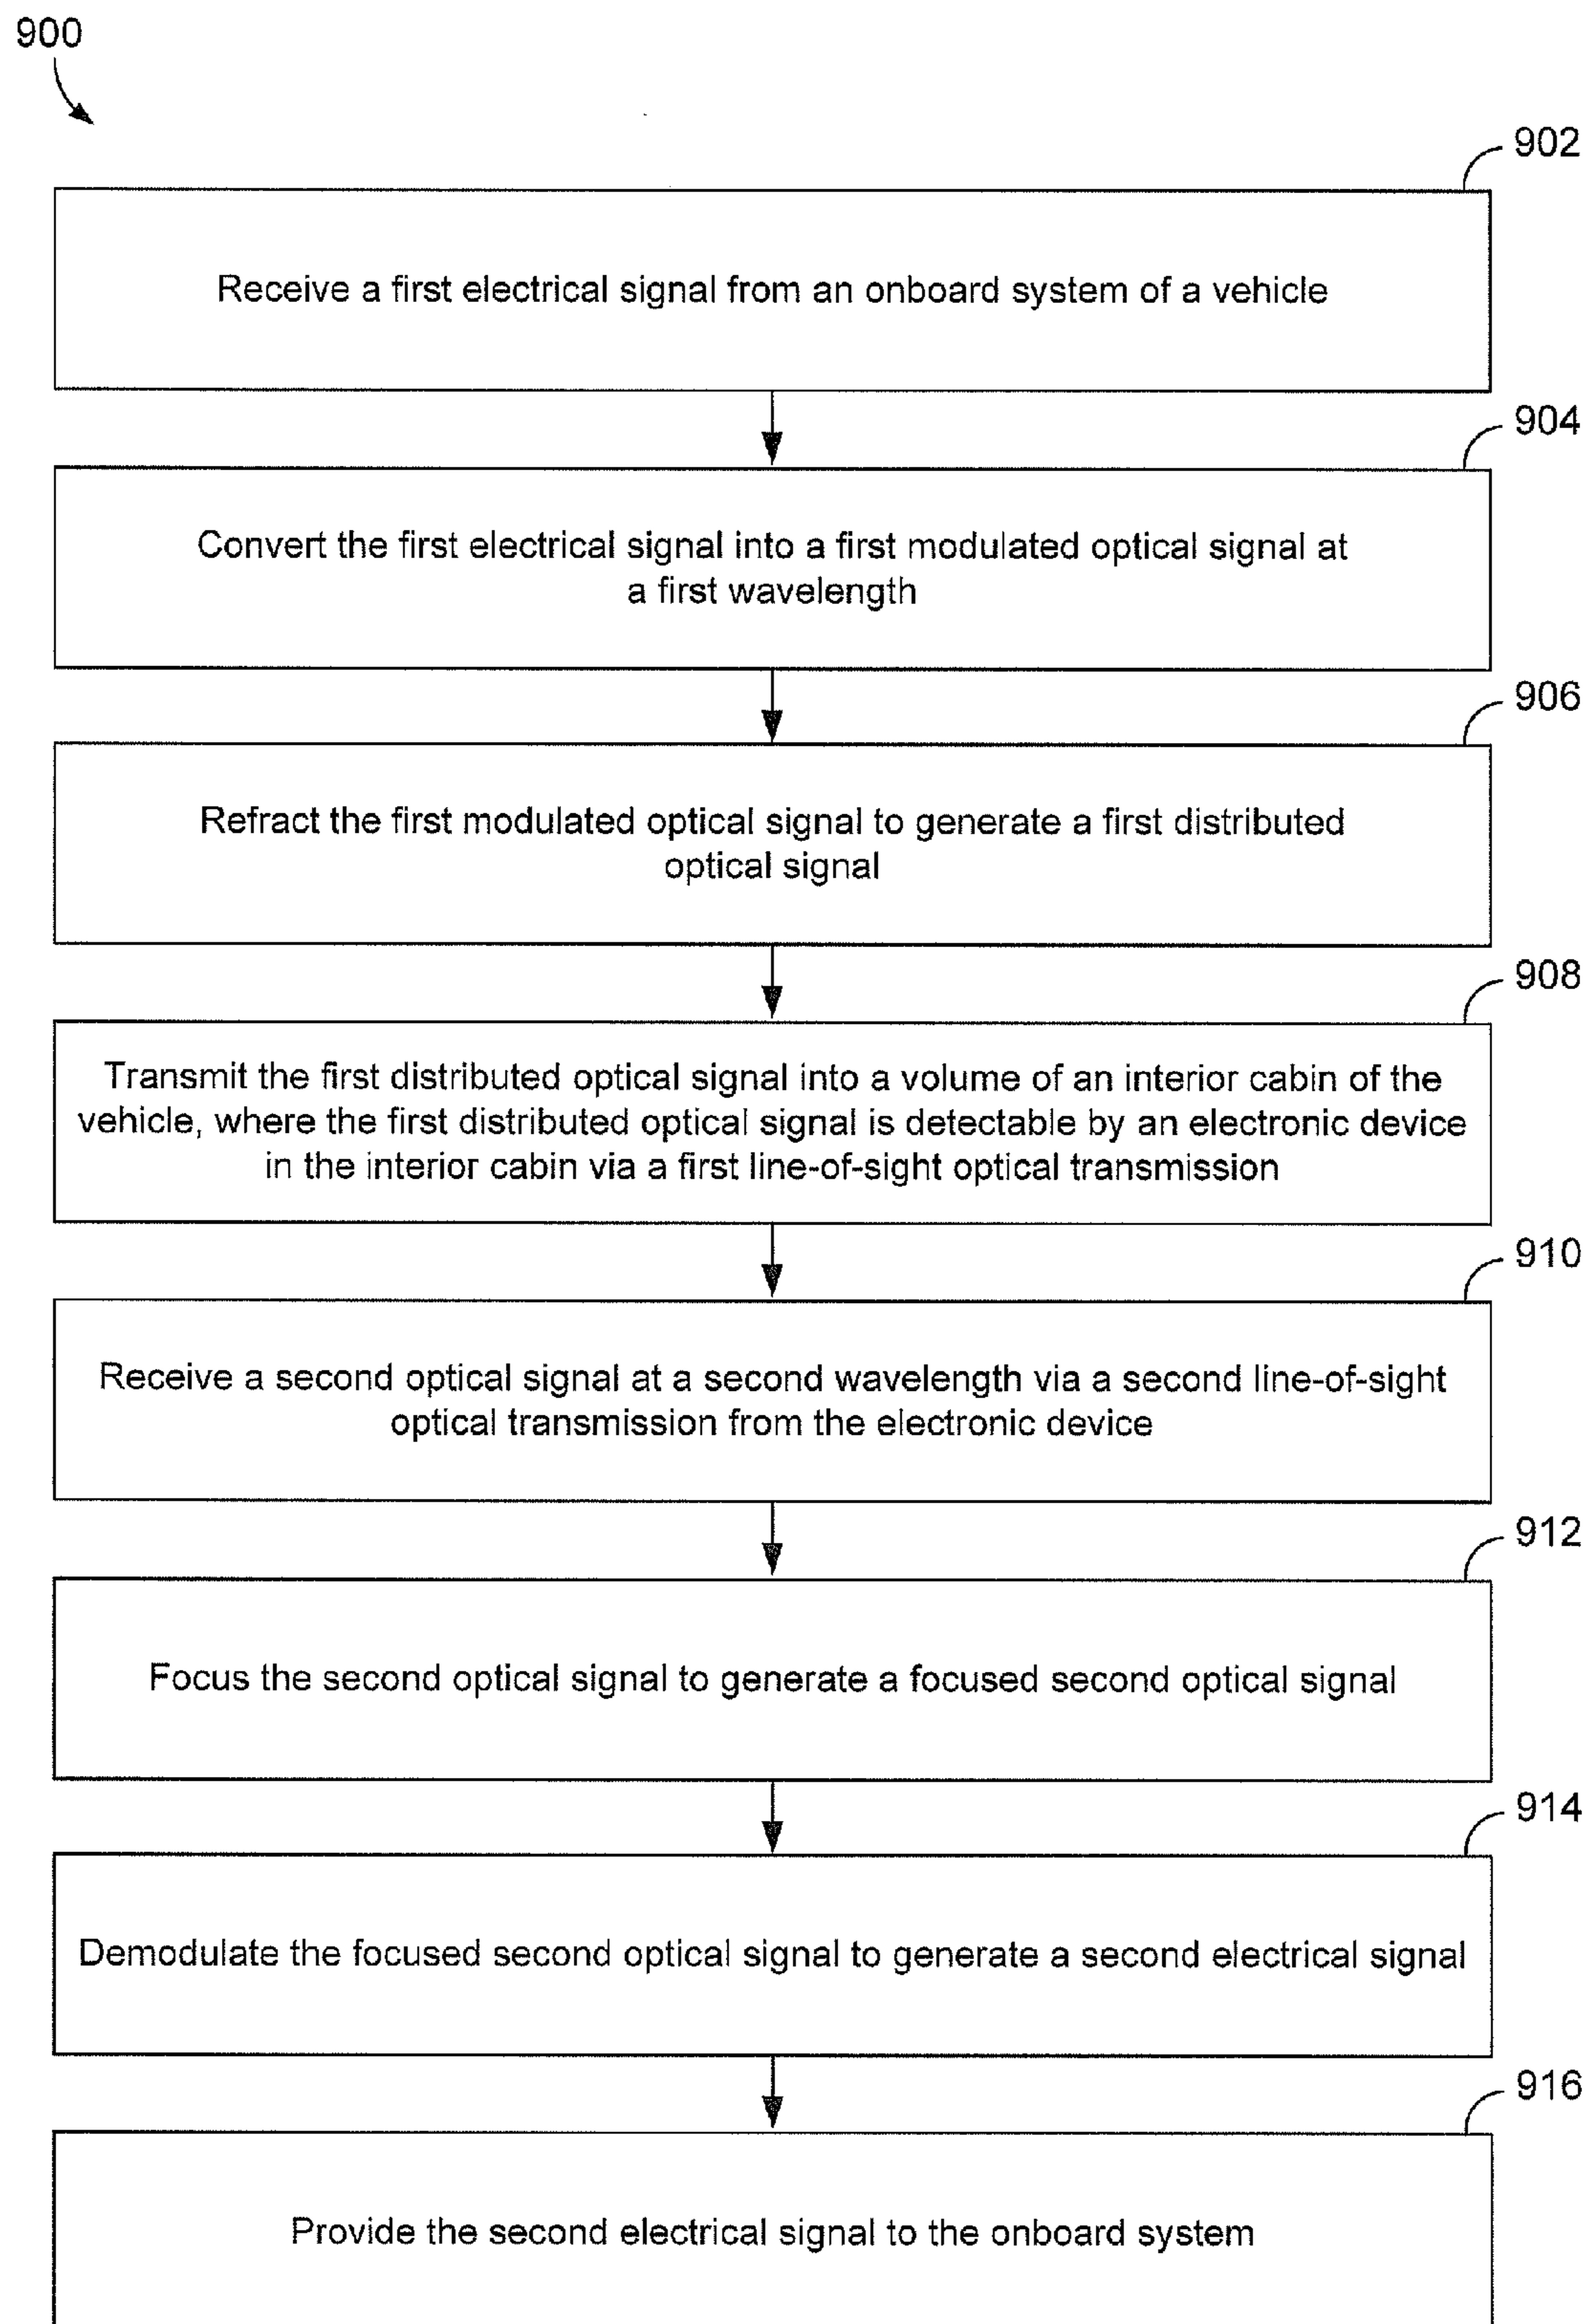 900
902
Receive a first electrical signal from an onboard system of a vehicle
904
Convert the first electrical signal into a first modulated optical signal at
a first wavelength
906
Refract the first modulated optical signal to generate a first distributed
optical signal
908
Transmit the first distributed optical signal into a volume of an interior cabin of the
vehicle, where the first distributed optical signal is detectable by an electronic device
in the interior cabin via a first line-of-sight optical transmission
910
Receive a second optical signal at a second wavelength via a second line-of-sight
optical transmission from the electronic device
912
Focus the second optical signal to generate a focused second optical signal
914
Demodulate the focused second optical signal to generate a second electrical signal
916
Provide the second electrical signal to the onboard system